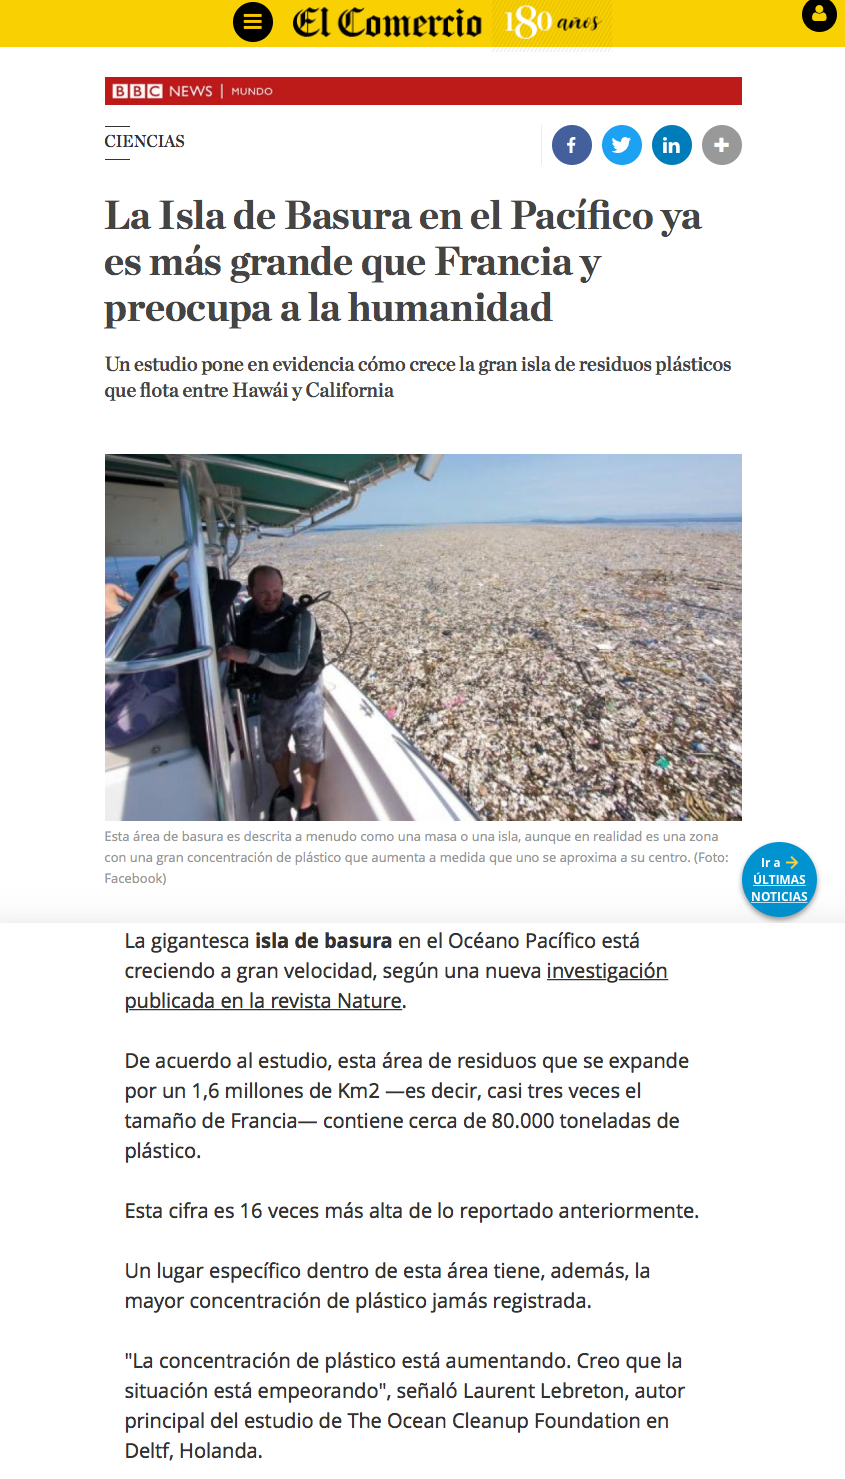 El Comercio 180 años
BBC NEWS | MUNDO
CIENCIAS
f in
La Isla de Basura en el Pacífico ya
es más grande que Francia y
preocupa a la humanidad
Un estudio pone en evidencia cómo crece la gran isla de residuos plásticos
que flota entre Hawái y California
Esta área de basura es descrita a menudo como una masa o una isla, aunque en realidad es una zona
con una gran concentración de plástico que aumenta a medida que uno se aproxima a su centro. (Foto:
Facebook)
Ir a
ÚLTIMAS
NOTICIAS
La gigantesca isla de basura en el Océano Pacífico está
creciendo a gran velocidad, según una nueva investigación
publicada en la revista Nature.
De acuerdo al estudio, esta área de residuos que se expande
por un 1,6 millones de Km2 —es decir, casi tres veces el
tamaño de Francia— contiene cerca de 80.000 toneladas de
plástico.
Esta cifra es 16 veces más alta de lo reportado anteriormente.
Un lugar específico dentro de esta área tiene, además, la
mayor concentración de plástico jamás registrada.
"La concentración de plástico está aumentando. Creo que la
situación está empeorando", señaló Laurent Lebreton, autor
principal del estudio de The Ocean Cleanup Foundation en
Deltf, Holanda.